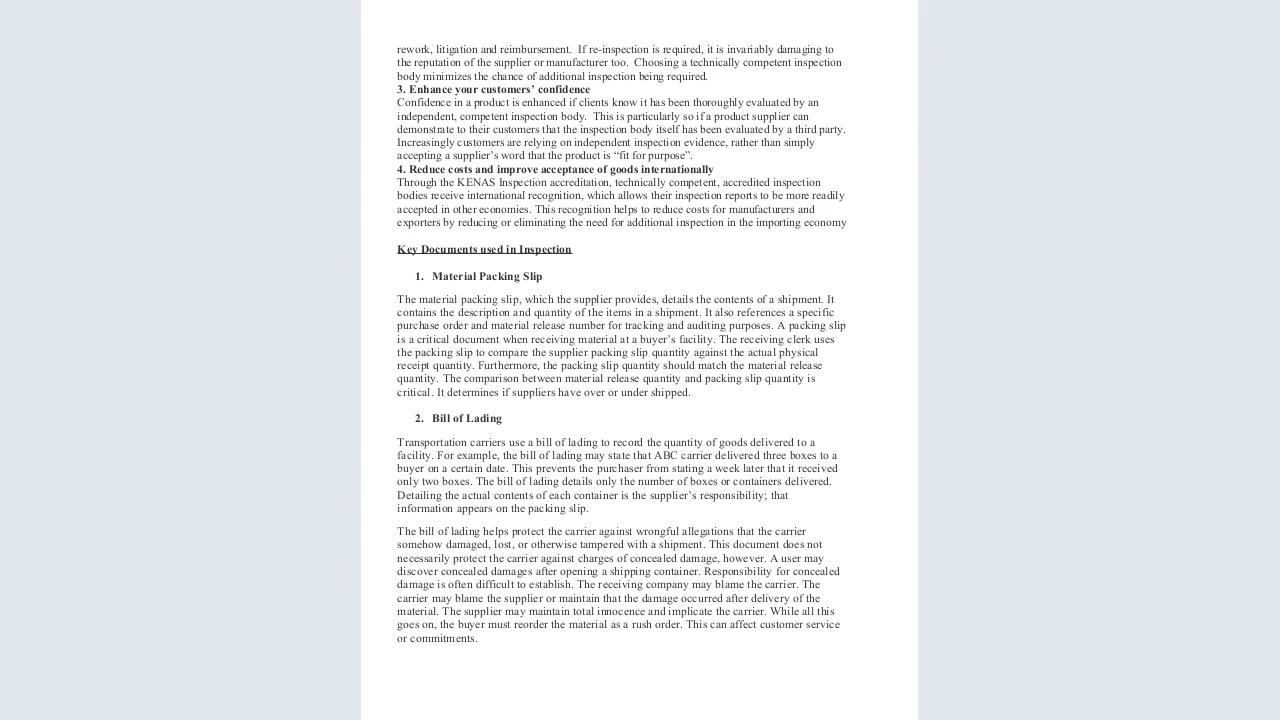 rework, litigation and reimbursement.  If re-inspection is required, it is invariably damaging to
the reputation of the supplier or manufacturer too.  Choosing a technically competent inspection
body minimizes the chance of additional inspection being required.
3. Enhance your customers’ confidence
Confidence in a product is enhanced if clients know it has been thoroughly evaluated by an
independent, competent inspection body.  This is particularly so if a product supplier can
demonstrate to their customers that the inspection body itself has been evaluated by a third party.
Increasingly customers are relying on independent inspection evidence, rather than simply
accepting a supplier’s word that the product is “fit for purpose”.
4. Reduce costs and improve acceptance of goods internationally
Through the KENAS Inspection accreditation, technically competent, accredited inspection
bodies receive international recognition, which allows their inspection reports to be more readily
accepted in other economies. This recognition helps to reduce costs for manufacturers and
exporters by reducing or eliminating the need for additional inspection in the importing economy
Key Documents used in Inspection
1. Material Packing Slip
The material packing slip, which the supplier provides, details the contents of a shipment. It
contains the description and quantity of the items in a shipment. It also references a specific
purchase order and material release number for tracking and auditing purposes. A packing slip
is a critical document when receiving material at a buyer’s facility. The receiving clerk uses
the packing slip to compare the supplier packing slip quantity against the actual physical
receipt quantity. Furthermore, the packing slip quantity should match the material release
quantity. The comparison between material release quantity and packing slip quantity is
critical. It determines if suppliers have over or under shipped.
2. Bill of Lading
Transportation carriers use a bill of lading to record the quantity of goods delivered to a
facility. For example, the bill of lading may state that ABC carrier delivered three boxes to a
buyer on a certain date. This prevents the purchaser from stating a week later that it received
only two boxes. The bill of lading details only the number of boxes or containers delivered.
Detailing the actual contents of each container is the supplier’s responsibility; that
information appears on the packing slip.
The bill of lading helps protect the carrier against wrongful allegations that the carrier
somehow damaged, lost, or otherwise tampered with a shipment. This document does not
necessarily protect the carrier against charges of concealed damage, however. A user may
discover concealed damages after opening a shipping container. Responsibility for concealed
damage is often difficult to establish. The receiving company may blame the carrier. The
carrier may blame the supplier or maintain that the damage occurred after delivery of the
material. The supplier may maintain total innocence and implicate the carrier. While all this
goes on, the buyer must reorder the material as a rush order. This can affect customer service
or commitments.